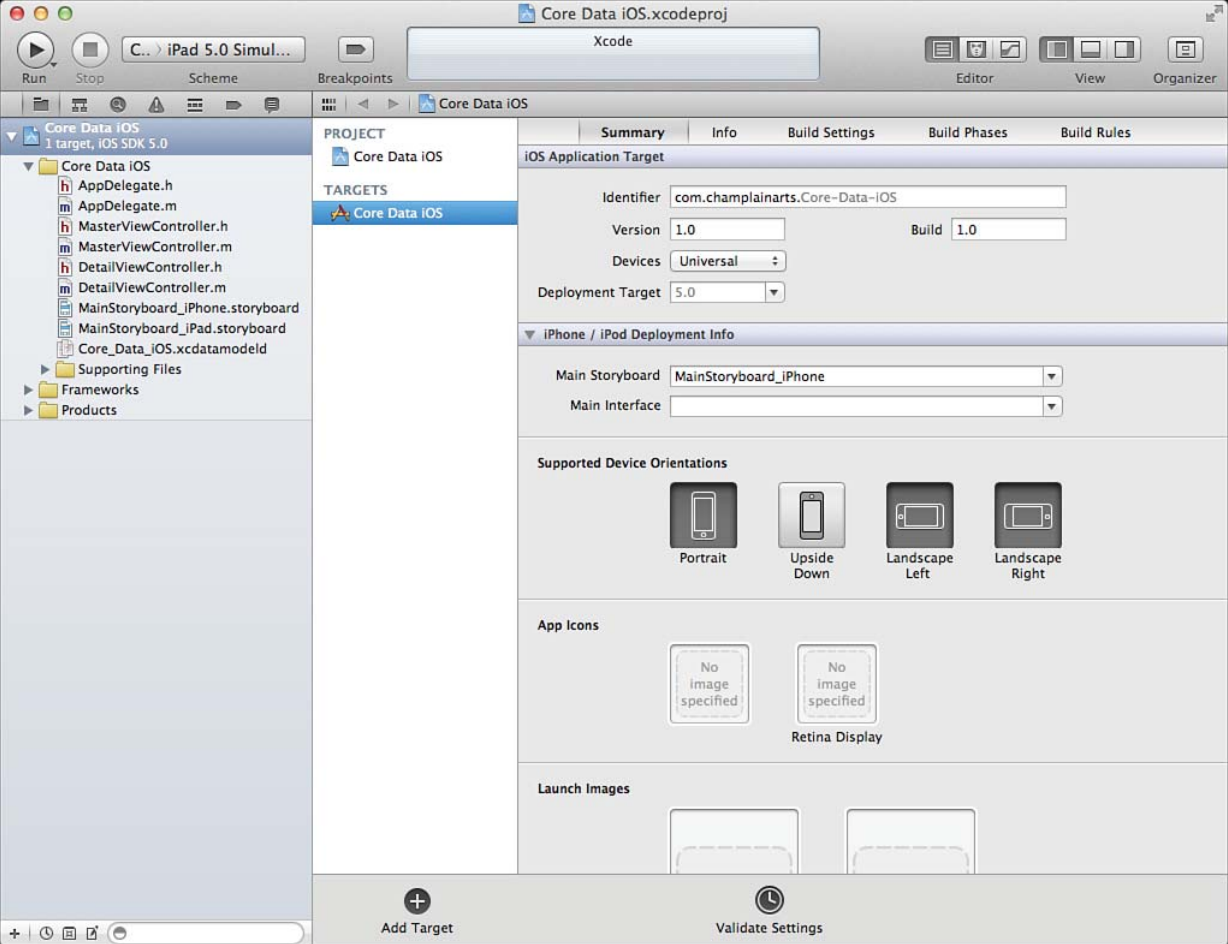 Core Data iOS.xcodeproj
Run
Stop
C.. › iPad 5.0 Simul...
Scheme
Breakpoints
Xcode
Editor
View
Organizer
Core Data iOS
1 target, iOS SDK 5.0
Core Data iOS
AppDelegate.h
AppDelegate.m
MasterViewController.h
MasterViewController.m
DetailViewController.h
DetailViewController.m
MainStoryboard_iPhone.storyboard
MainStoryboard_iPad.storyboard
Core_Data_iOS.xcdatamodeld
Supporting Files
Frameworks
Products
Core Data iOS
PROJECT
Core Data iOS
TARGETS
Core Data iOS
Summary
Info
Build Settings
Build Phases
Build Rules
iOS Application Target
Identifier com.champlainarts.Core-Data-iOS
Version 1.0
Build 1.0
Devices Universal
Deployment Target 5.0
iPhone / iPod Deployment Info
Main Storyboard MainStoryboard_iPhone
Main Interface
Supported Device Orientations
Portrait
Upside
Down
Landscape
Left
Landscape
Right
App Icons
No
image
specified
No
image
specified
Retina Display
Launch Images
Add Target
Validate Settings